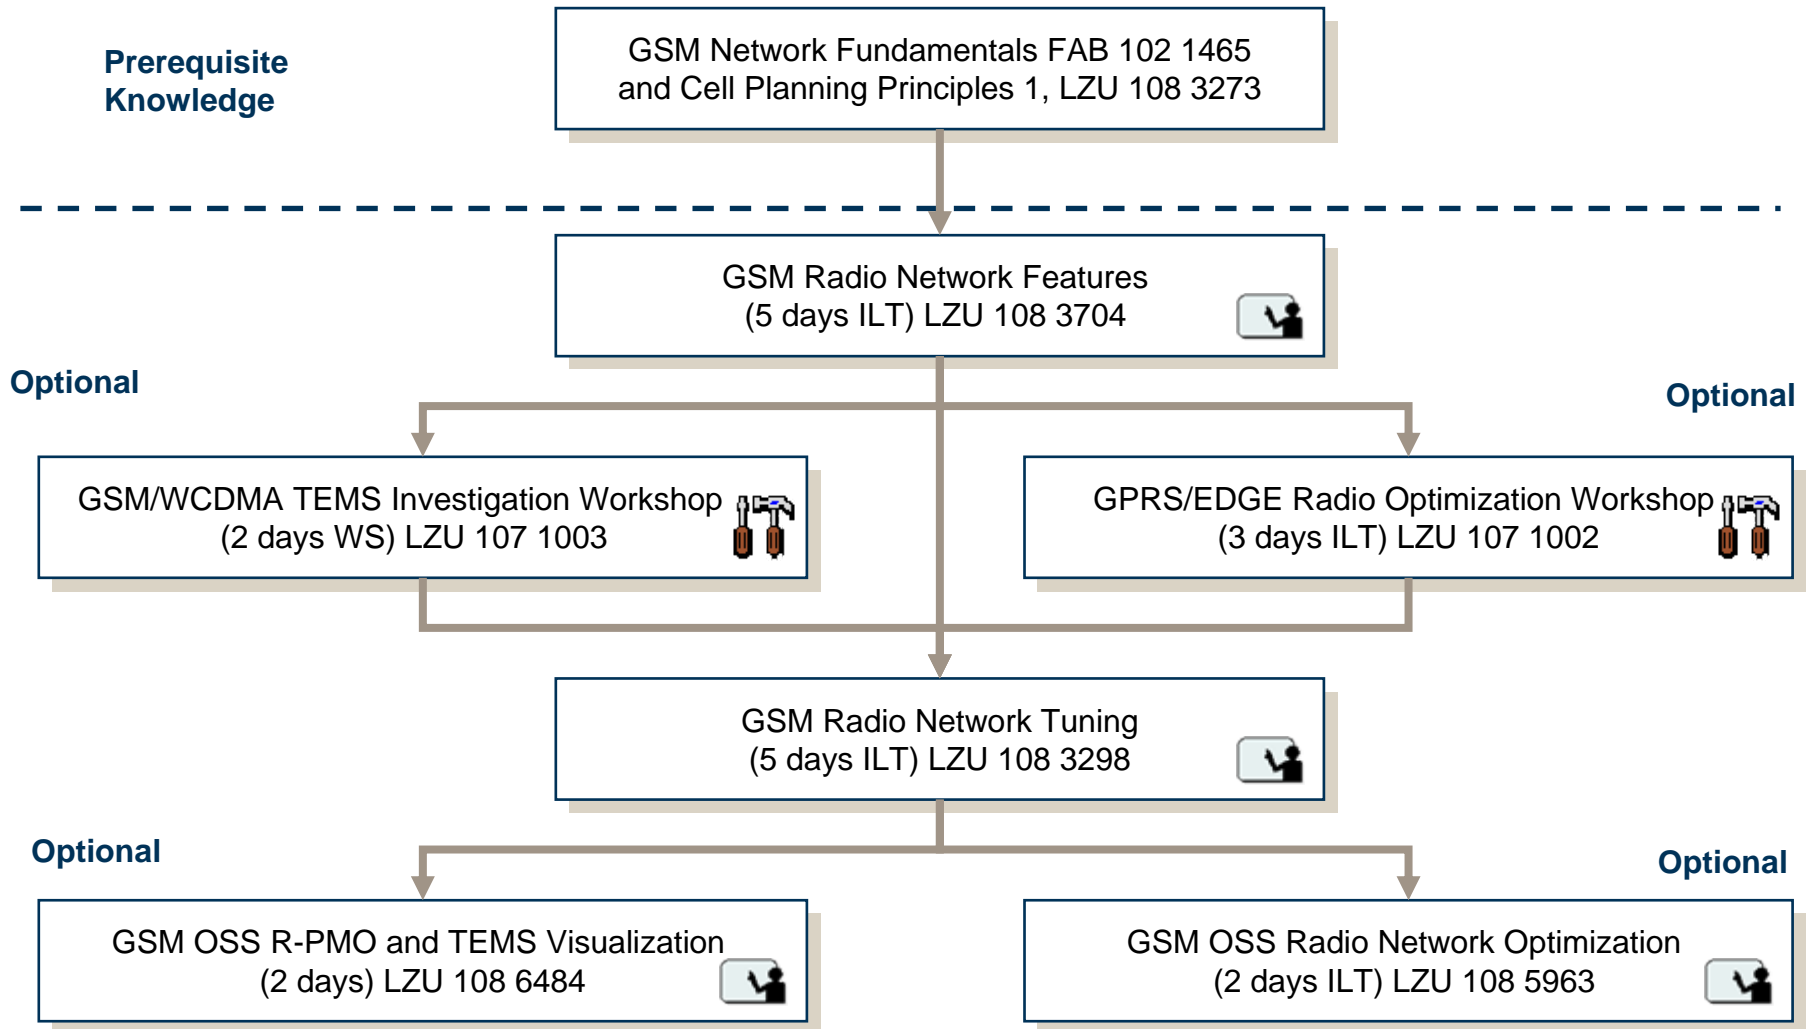 Prerequisite
Knowledge
GSM Network Fundamentals FAB 102 1465
and Cell Planning Principles 1, LZU 108 3273
GSM Radio Network Features
(5 days ILT) LZU 108 3704
Optional
Optional
GSM/WCDMA TEMS Investigation Workshop
(2 days WS) LZU 107 1003
GPRS/EDGE Radio Optimization Workshop
(3 days ILT) LZU 107 1002
GSM Radio Network Tuning
(5 days ILT) LZU 108 3298
Optional
Optional
GSM OSS R-PMO and TEMS Visualization
(2 days) LZU 108 6484
GSM OSS Radio Network Optimization
(2 days ILT) LZU 108 5963